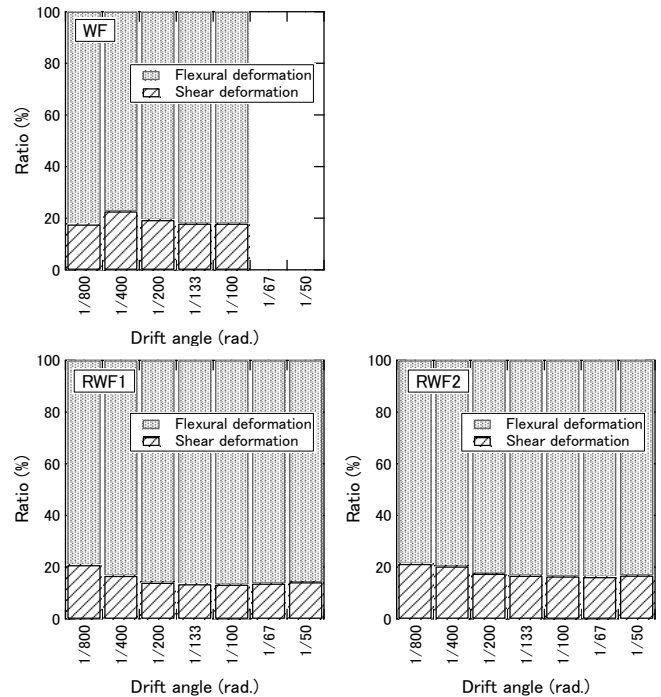 WF
Ratio (%)
100
80
60
40
20
0
Flexural deformation
Shear deformation
1/800
1/400
1/200
1/133
1/100
1/67
1/50
Drift angle (rad.)
RWF1
Ratio (%)
100
80
60
40
20
0
Flexural deformation
Shear deformation
1/800
1/400
1/200
1/133
1/100
1/67
1/50
Drift angle (rad.)
RWF2
Ratio (%)
100
80
60
40
20
0
Flexural deformation
Shear deformation
1/800
1/400
1/200
1/133
1/100
1/67
1/50
Drift angle (rad.)